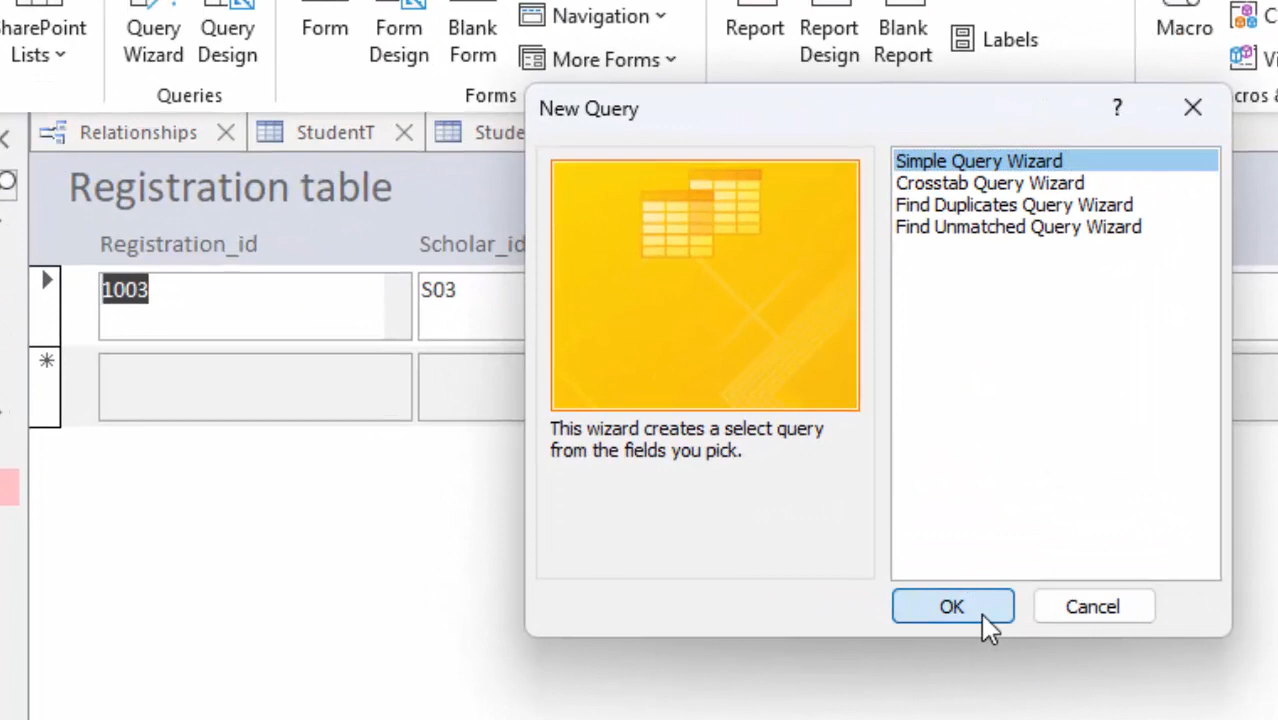 SharePoint
Lists
Query
Wizard
Query
Design
Queries
Form
Form
Design
Blank
Form
Navigation
More Forms
Forms
Report
Report
Design
Blank
Report
Labels
Macro
New Query
?
Relationships
StudentT
Registration table
Registration_id
Scholar_id
1003
S03
*
This wizard creates a select query
from the fields you pick.
Simple Query Wizard
Crosstab Query Wizard
Find Duplicates Query Wizard
Find Unmatched Query Wizard
OK
Cancel